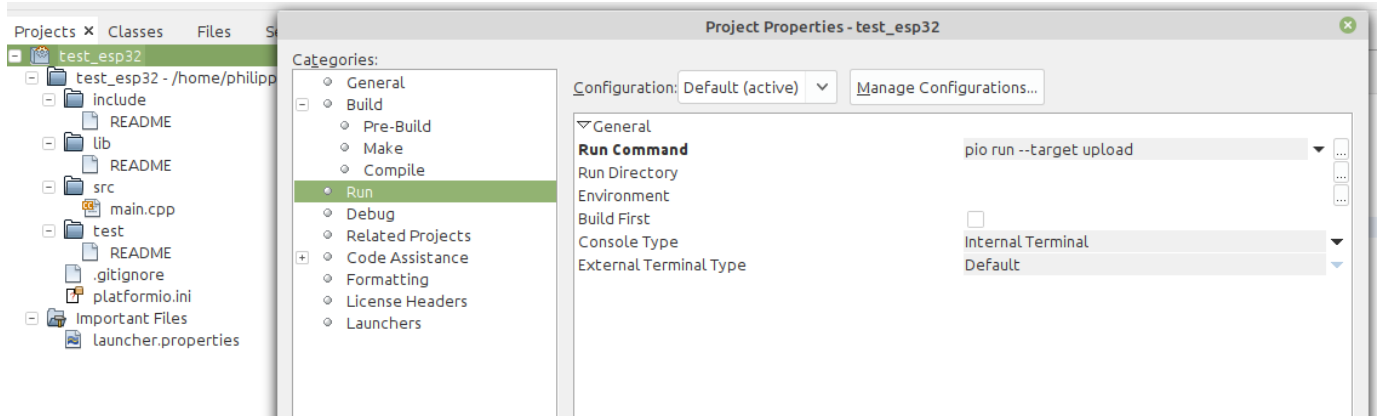 Project Properties - test_esp32
Projects × Classes Files
test_esp32
test_esp32 - /home/philipp
include
README
lib
README
src
main.cpp
test
README
.gitignore
platformio.ini
Important Files
launcher.properties
Categories:
General
Build
Pre-Build
Make
Compile
Run
Debug
Related Projects
Code Assistance
Formatting
License Headers
Launchers
Configuration: Default (active) Manage Configurations...
General
Run Command pio run --target upload ...
Run Directory ...
Environment ...
Build First
Console Type Internal Terminal
External Terminal Type Default